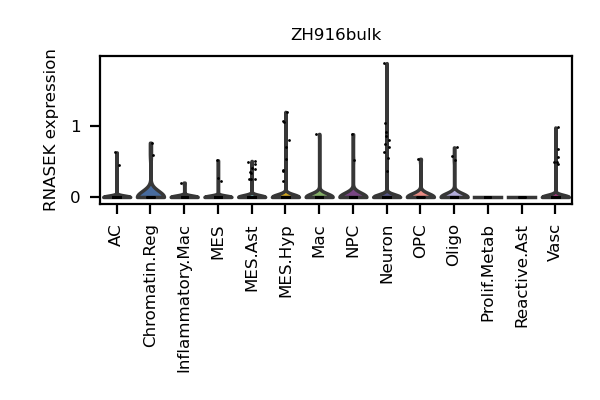 ZH916bulk
RNASEK expression
1
0
AC
Chromatin.Reg
Inflammatory.Mac
MES
MES.Ast
MES.Hyp
Mac
NPC
Neuron
OPC
Oligo
Prolif.Metab
Reactive.Ast
Vasc